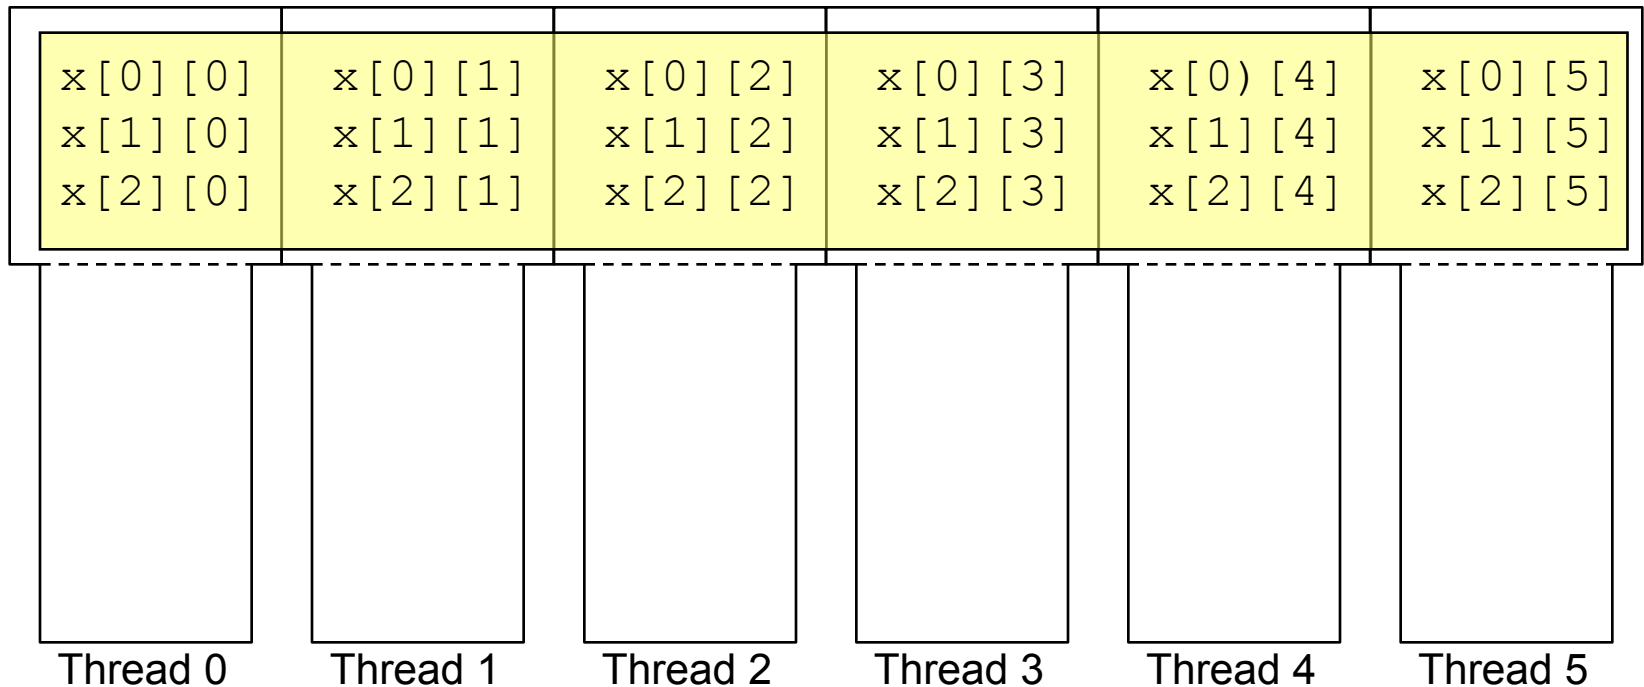 x[0][0] x[0][1] x[0][2] x[0][3] x[0)[4] x[0][5]
x[1][0] x[1][1] x[1][2] x[1][3] x[1][4] x[1][5]
x[2][0] x[2][1] x[2][2] x[2][3] x[2][4] x[2][5]
Thread 0 Thread 1 Thread 2 Thread 3 Thread 4 Thread 5